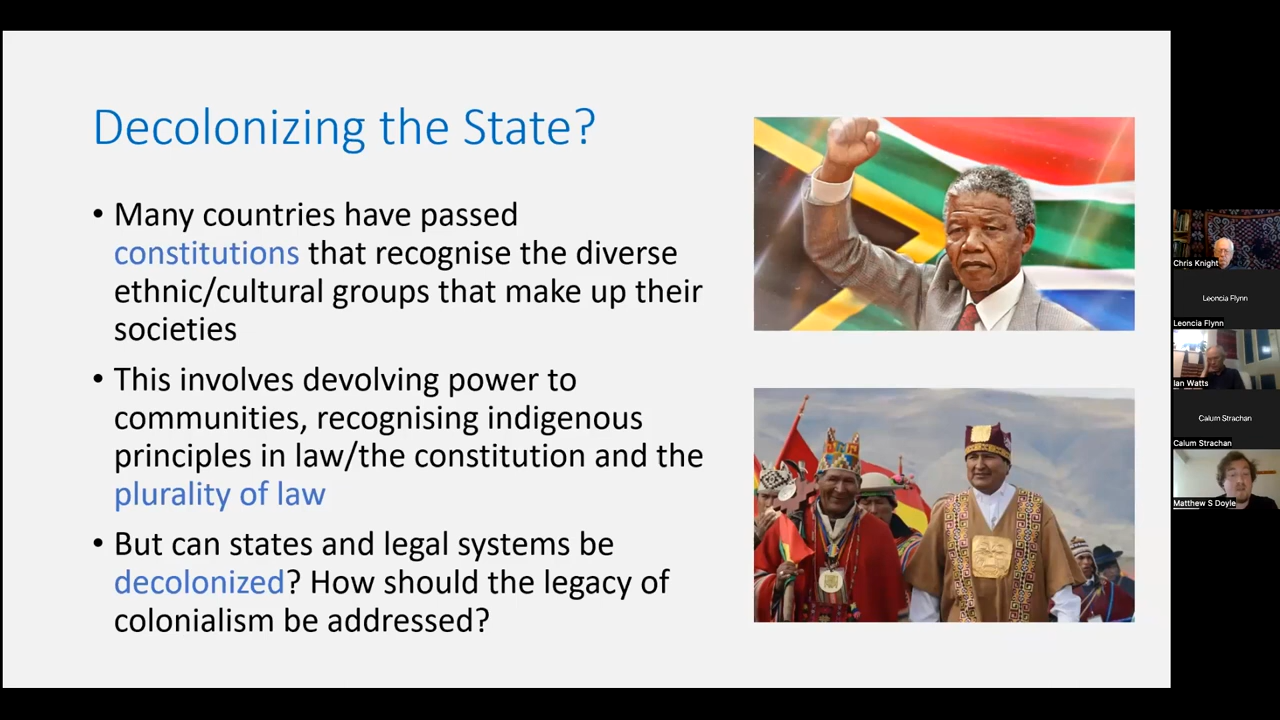 Decolonizing the State?
• Many countries have passed
constitutions that recognise the diverse
ethnic/cultural groups that make up their
societies
• This involves devolving power to
communities, recognising indigenous
principles in law/the constitution and the
plurality of law
• But can states and legal systems be
decolonized? How should the legacy of
colonialism be addressed?
Chris Knight
Leoncia Flynn
Leoncia Flynn
Ian Watts
Calum Strachan
Calum Strachan
Matthew S Doyle